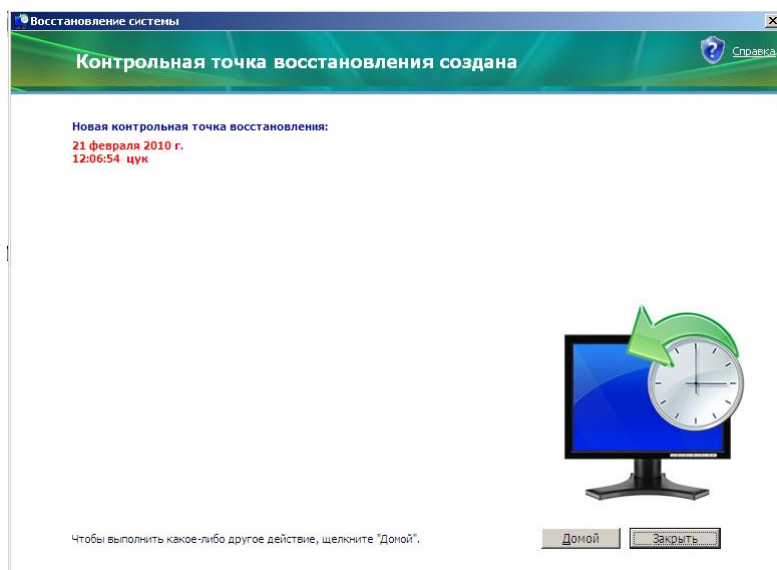 Восстановление системы
Контрольная точка восстановления создана
Справка
Новая контрольная точка восстановления:
21 февраля 2010 г.
12:06:54 цук
Чтобы выполнить какое-либо другое действие, щелкните "Домой".
Домой
Закрыть